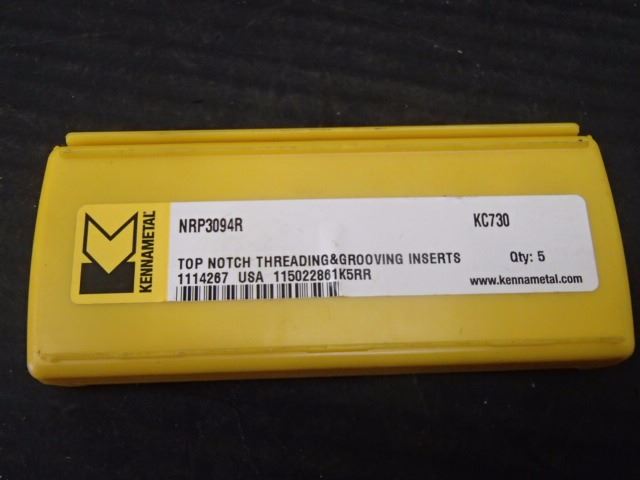 KENNAMETAL®
NRP3094R KC730
TOP NOTCH THREADING&GROOVING INSERTS Qty: 5
1114267 USA 115022861K5RR
www.kennametal.com